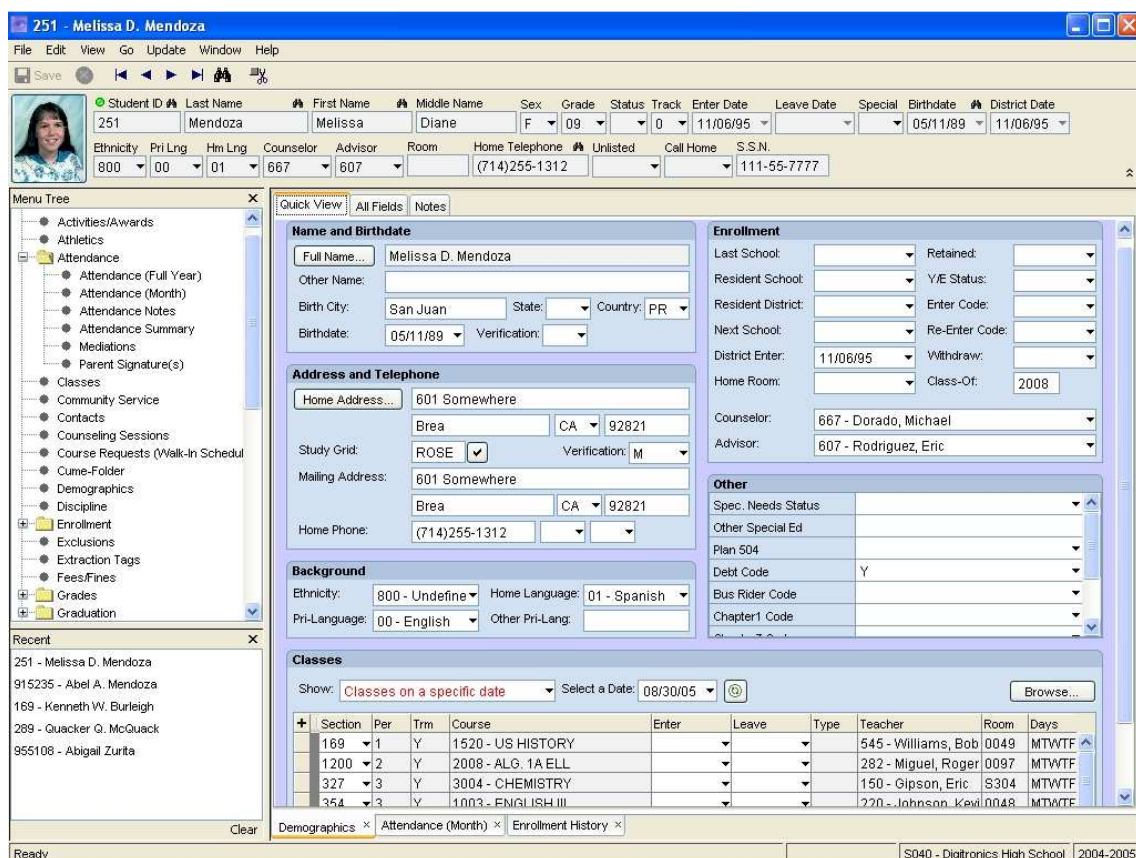 251 - Melissa D. Mendoza
File Edit View Go Update Window Help
Save
Student ID Last Name First Name Middle Name Sex Grade Status Track Enter Date Leave Date Special Birthdate District Date
251 Mendoza Melissa Diane F 09 0 11/06/95 05/11/89 11/06/95
Ethnicity Pri Lng Hm Lng Counselor Advisor Room Home Telephone Unlisted Call Home S.S.N.
800 00 01 667 607 (714)255-1312 111-55-7777
Menu Tree
Activities/Awards
Athletics
Attendance
Attendance (Full Year)
Attendance (Month)
Attendance Notes
Attendance Summary
Mediations
Parent Signature(s)
Classes
Community Service
Contacts
Counseling Sessions
Course Requests (Walk-In Schedul
Cume-Folder
Demographics
Discipline
Enrollment
Exclusions
Extraction Tags
Fees/Fines
Grades
Graduation
Recent
251 - Melissa D. Mendoza
915235 - Abel A. Mendoza
169 - Kenneth W. Burleigh
289 - Quacker Q. McQuack
955108 - Abigail Zurita
Clear
Quick View All Fields Notes
Name and Birthdate
Full Name... Melissa D. Mendoza
Other Name:
Birth City: San Juan State: Country: PR
Birthdate: 05/11/89 Verification:
Address and Telephone
Home Address... 601 Somewhere
Brea CA 92821
Study Grid: ROSE Verification: M
Mailing Address: 601 Somewhere
Brea CA 92821
Home Phone: (714)255-1312
Background
Ethnicity: 800 - Undefine Home Language: 01 - Spanish
Pri-Language: 00 - English Other Pri-Lang:
Enrollment
Last School: Retained:
Resident School: Y/E Status:
Resident District: Enter Code:
Next School: Re-Enter Code:
District Enter: 11/06/95 Withdraw:
Home Room: Class-Of: 2008
Counselor: 667 - Dorado, Michael
Advisor: 607 - Rodriguez, Eric
Other
Spec. Needs Status
Other Special Ed
Plan 504
Debt Code Y
Bus Rider Code
Chapter1 Code
Classes
Show: Classes on a specific date Select a Date: 08/30/05 Browse...
+ Section Per Trm Course Enter Leave Type Teacher Room Days
169 1 Y 1520 - US HISTORY 545 - Williams, Bob 0049 MTWTF
1200 2 Y 2008 - ALG. 1A ELL 282 - Miguel, Roger 0097 MTWTF
327 3 Y 3004 - CHEMISTRY 150 - Gipson, Eric S304 MTWTF
354 3 Y 1003 - ENGLISH III 220 - Johnson, Kevi 0048 MTWTF
Demographics Attendance (Month) Enrollment History
Ready S040 - Digitronics High School 2004-2005